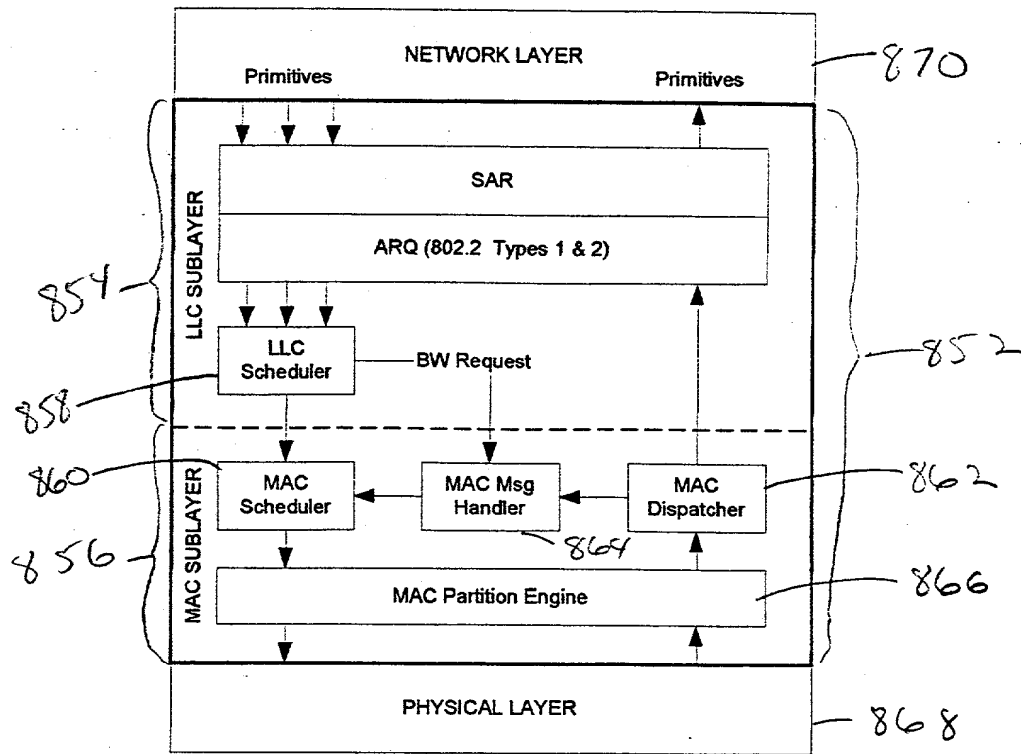 NETWORK LAYER
870
Primitives
Primitives
SAR
ARQ (802.2 Types 1 & 2)
LLC SUBLAYER
854
852
LLC
Scheduler
BW Request
858
860
MAC
Scheduler
MAC Msg
Handler
MAC
Dispatcher
862
864
MAC SUBLAYER
856
MAC Partition Engine
866
PHYSICAL LAYER
868